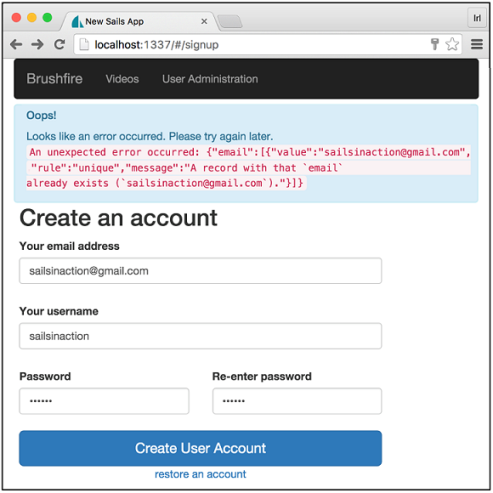 New Sails App
Irl
localhost:1337/#/signup
Brushfire Videos User Administration
Oops!
Looks like an error occurred. Please try again later.
An unexpected error occurred: {"email":[{"value":"sailsinaction@gmail.com",
"rule":"unique","message":"A record with that `email`
already exists (`sailsinaction@gmail.com`)."}]}
Create an account
Your email address
sailsinaction@gmail.com
Your username
sailsinaction
Password Re-enter password
•••••• ••••••
Create User Account
restore an account